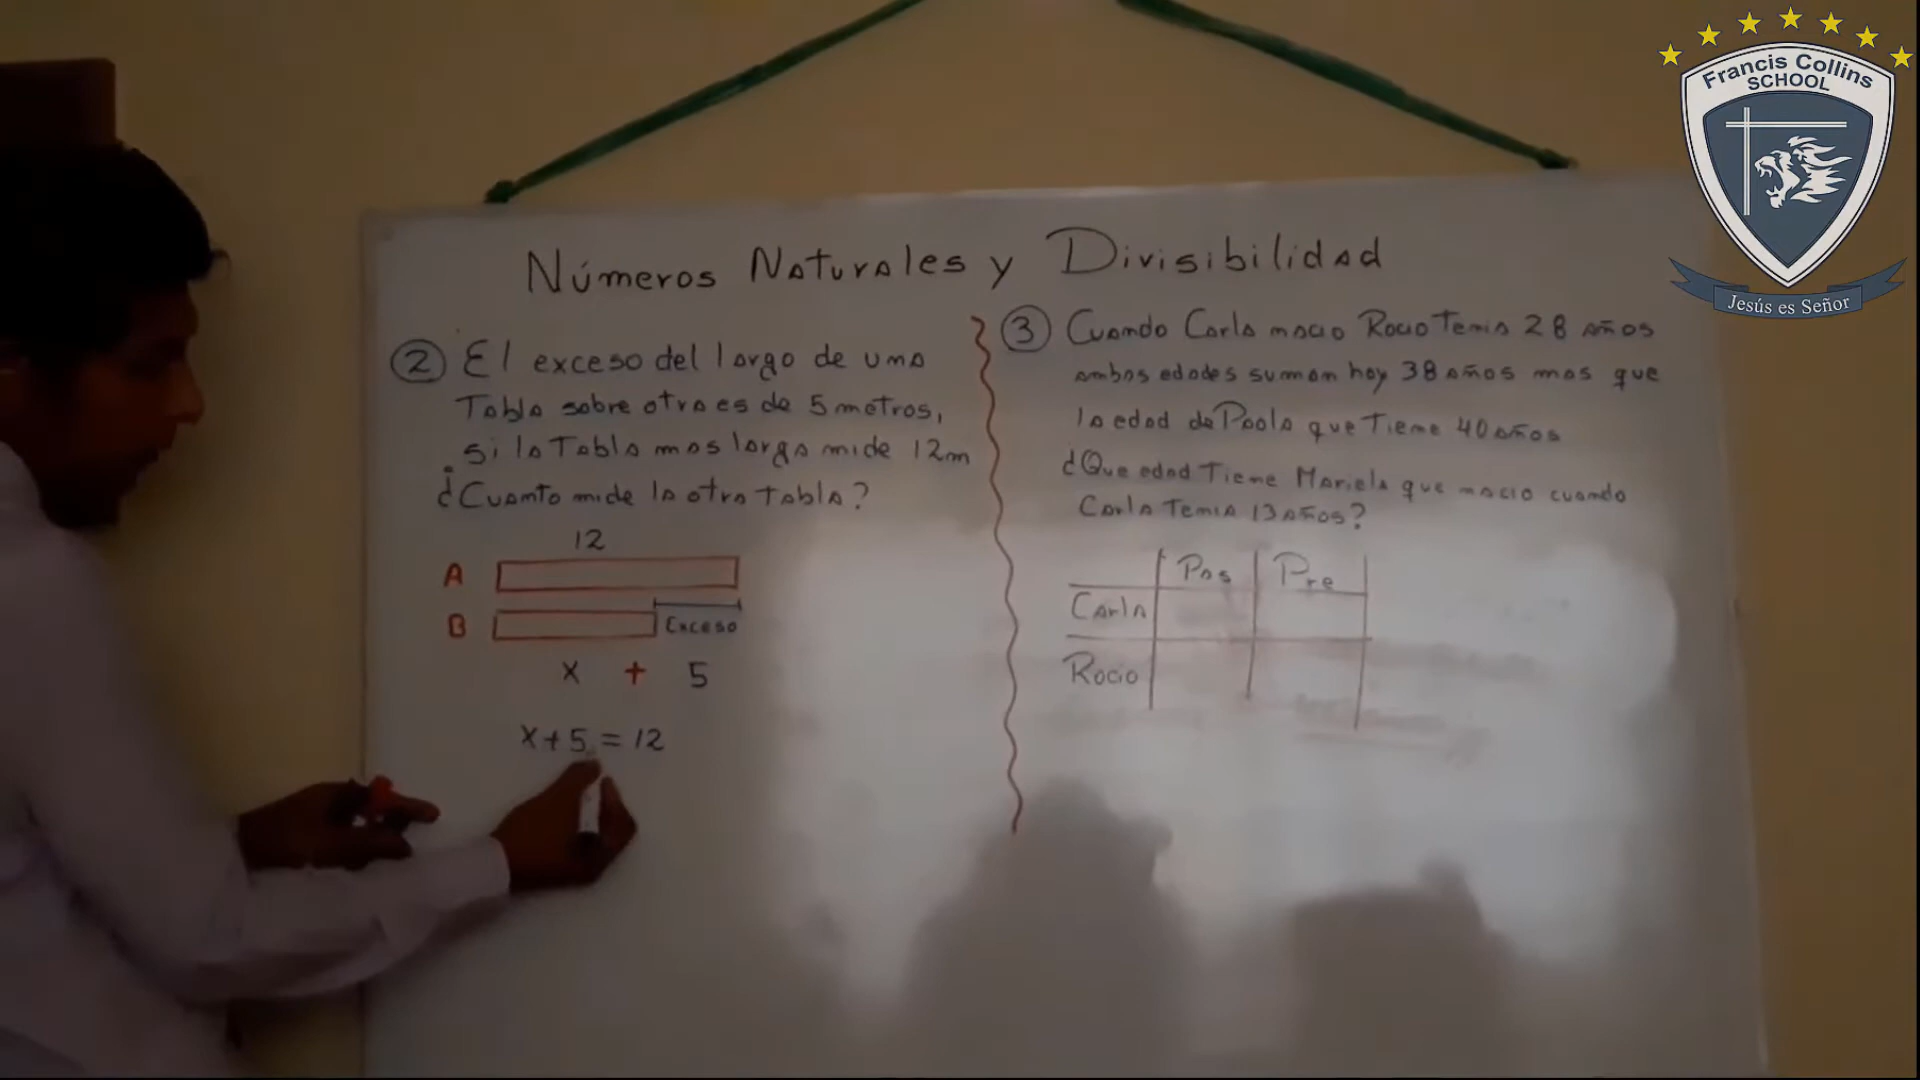 Francis Collins
SCHOOL
Jesús es Señor
Números Naturales y Divisibilidad
② El exceso del largo de una
Tabla sobre otra es de 5 metros,
si la Tabla mas larga mide 12m
¿Cuanto mide la otra tabla?
12
A
B Exceso
x + 5
x + 5 = 12
③ Cuando Carla nacio Rocio Tenia 28 años
ambas edades suman hoy 38 años mas que
la edad de Paola que Tiene 40 años
¿Que edad Tiene Mariela que nacio cuando
Carla Tenia 13 años?
Pas Pre
Carla
Rocio